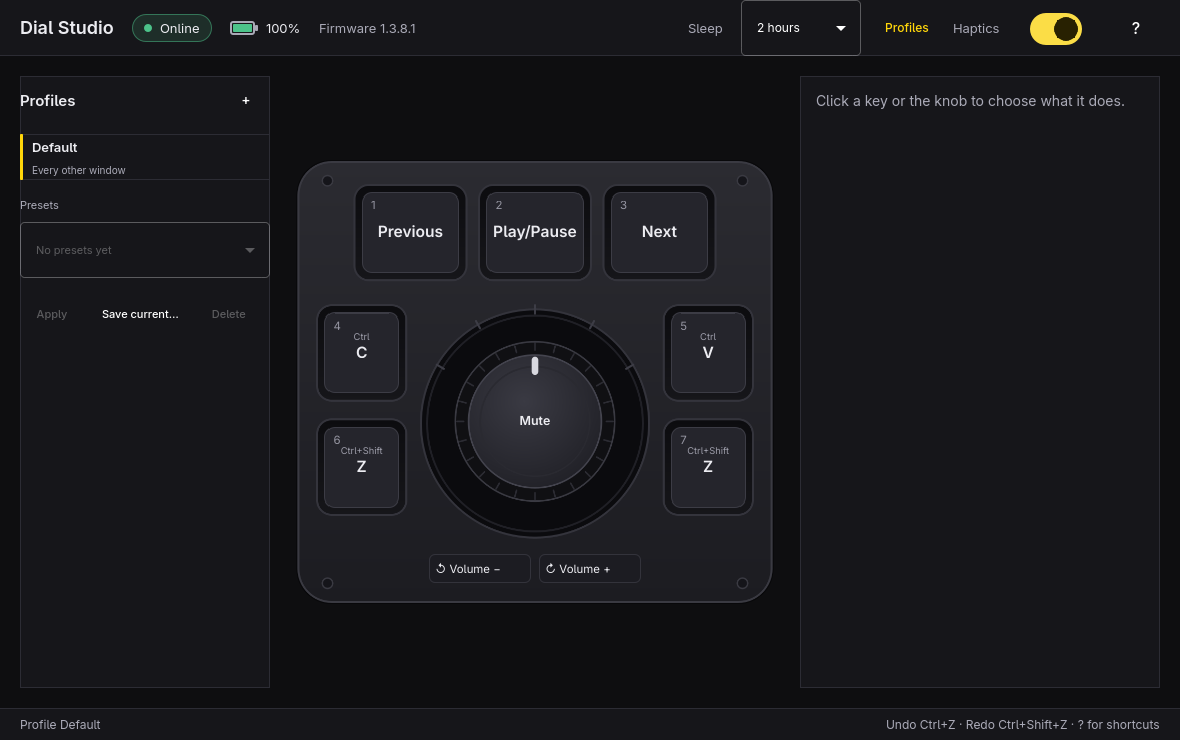 Dial Studio
Online
100%
Firmware 1.3.8.1
Sleep
2 hours
Profiles
Haptics
?
Profiles
+
Default
Every other window
Presets
No presets yet
Apply
Save current...
Delete
1
Previous
2
Play/Pause
3
Next
4
Ctrl
C
5
Ctrl
V
Mute
6
Ctrl+Shift
Z
7
Ctrl+Shift
Z
Volume −
Volume +
Click a key or the knob to choose what it does.
Profile Default
Undo Ctrl+Z · Redo Ctrl+Shift+Z · ? for shortcuts